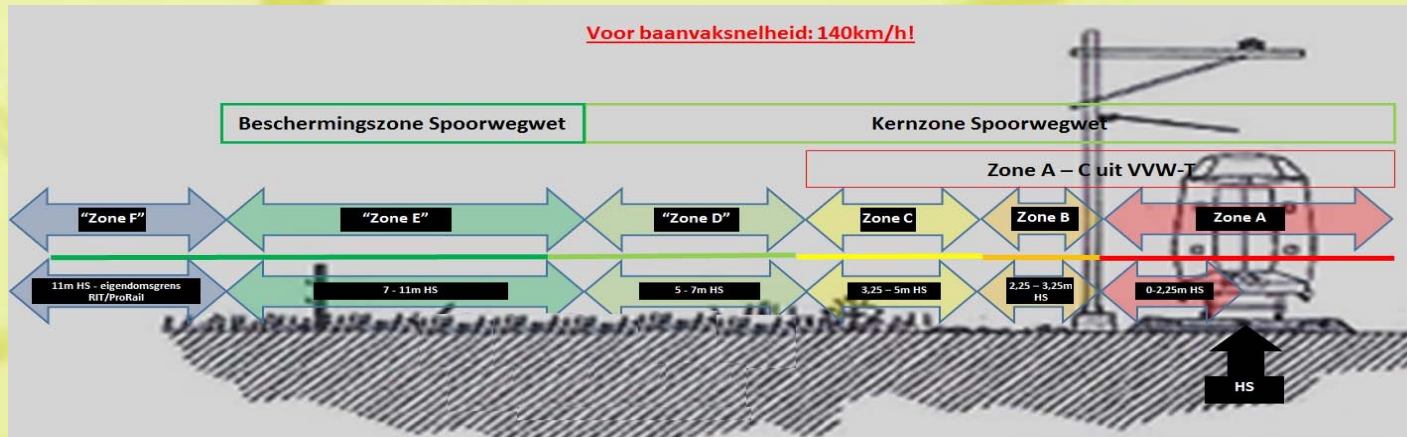 Voor baanvaksnelheid: 140km/h!
Beschermingszone Spoorwegwet
Kernzone Spoorwegwet
Zone A – C uit VVW-T
“Zone F”
“Zone E”
“Zone D”
Zone C
Zone B
Zone A
11m HS - eigendomsgrens
RIT/ProRail
7 - 11m HS
5 - 7m HS
3,25 – 5m HS
2,25 – 3,25m
HS
0-2,25m HS
HS